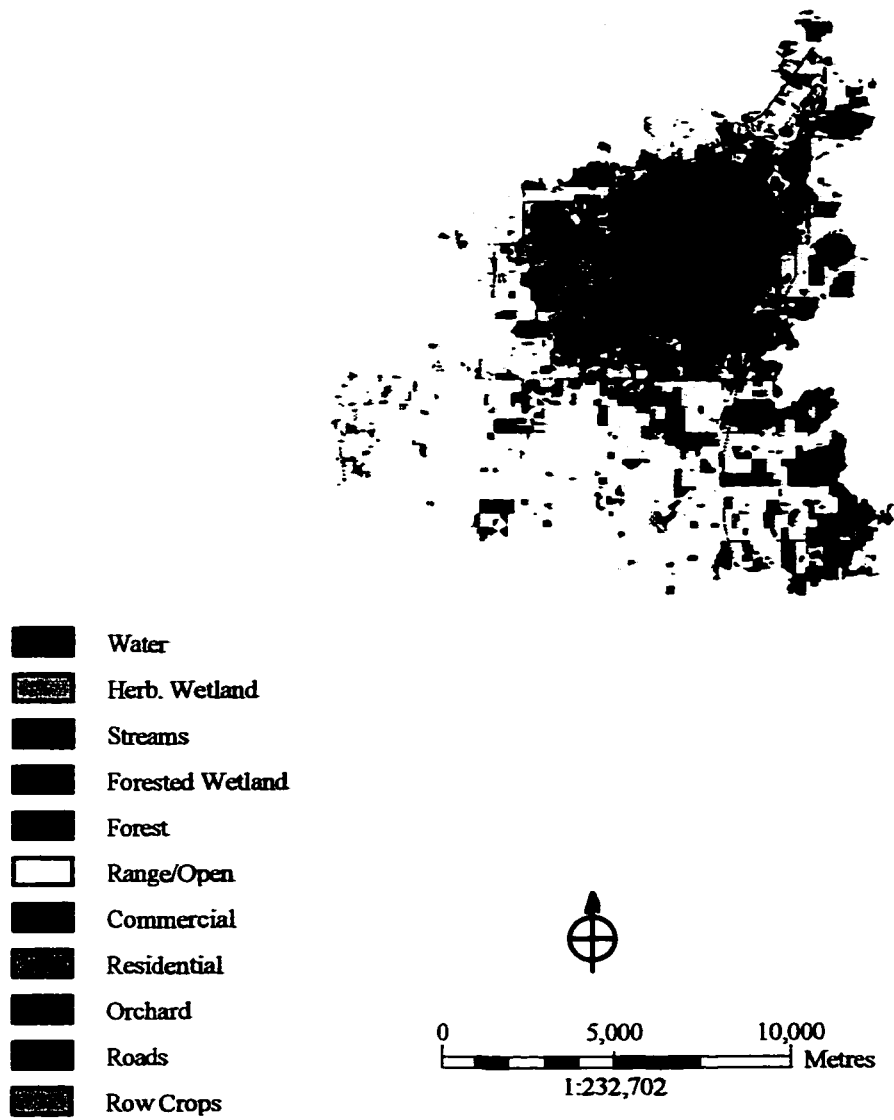 Water
Herb. Wetland
Streams
Forested Wetland
Forest
Range/Open
Commercial
Residential
Orchard
Roads
Row Crops
0 5,000 10,000
Metres
1:232,702